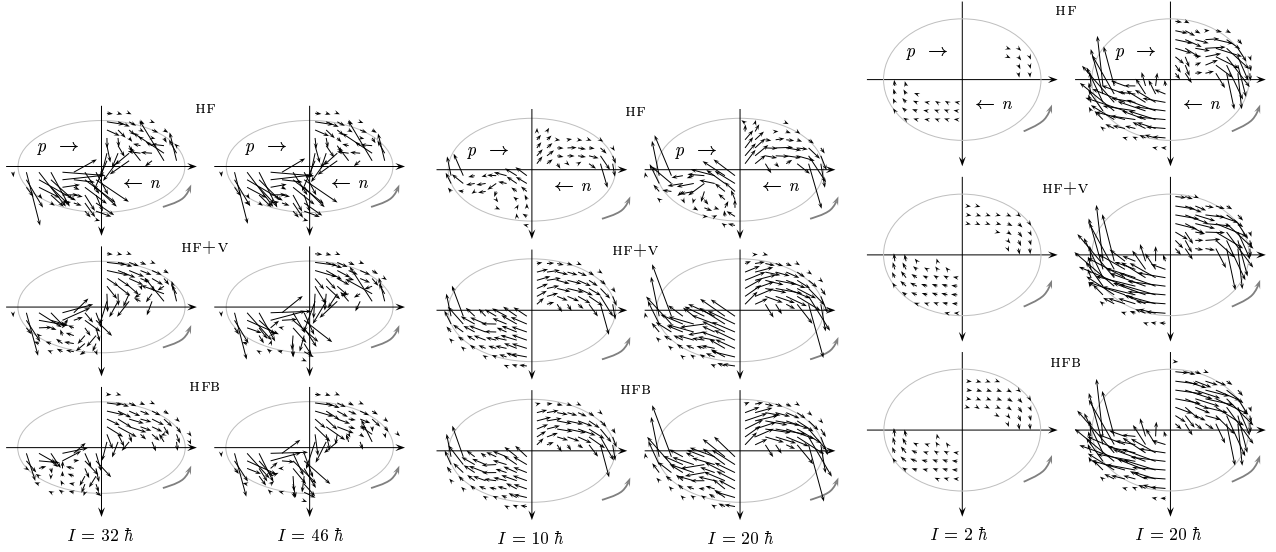 HF
p →
← n
p →
← n
HF+V
HFB
I = 32 ℏ
I = 46 ℏ
HF
p →
← n
p →
← n
HF+V
HFB
I = 10 ℏ
I = 20 ℏ
HF
p →
← n
p →
← n
HF+V
HFB
I = 2 ℏ
I = 20 ℏ